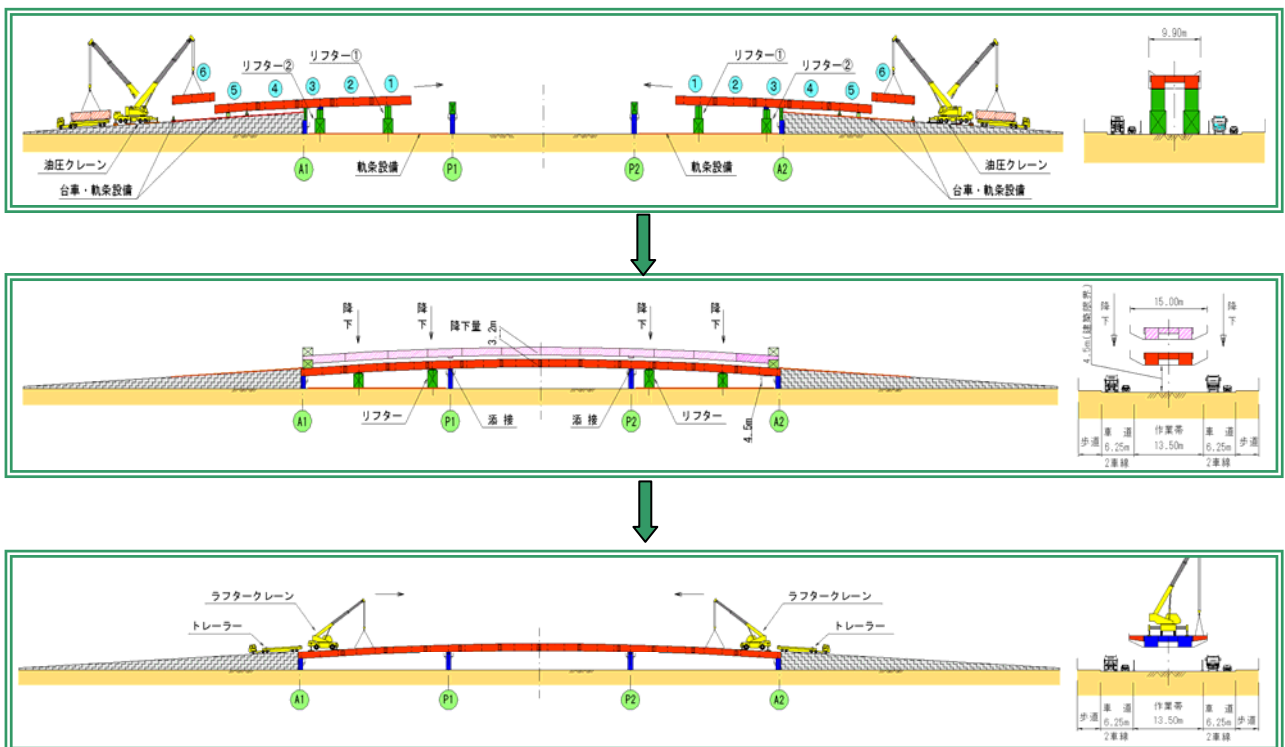 リフター②
リフター①
⑥
⑤
④
③
②
①
油圧クレーン
台車・軌条設備
A1
軌条設備
P1
リフター①
リフター②
①
②
③
④
⑤
⑥
P2
軌条設備
A2
油圧クレーン
台車・軌条設備
9.90m
降下
降下
降下量
3.2m
降下
降下
リフター
添接
添接
リフター
4.5m
A1
P1
P2
A2
4.5m(建築限界)
降下
15.00m
降下
歩道
車道
6.25m
2車線
作業帯
13.50m
車道
6.25m
2車線
歩道
ラフタークレーン
トレーラー
ラフタークレーン
トレーラー
A1
P1
P2
A2
歩道
車道
6.25m
2車線
作業帯
13.50m
車道
6.25m
2車線
歩道